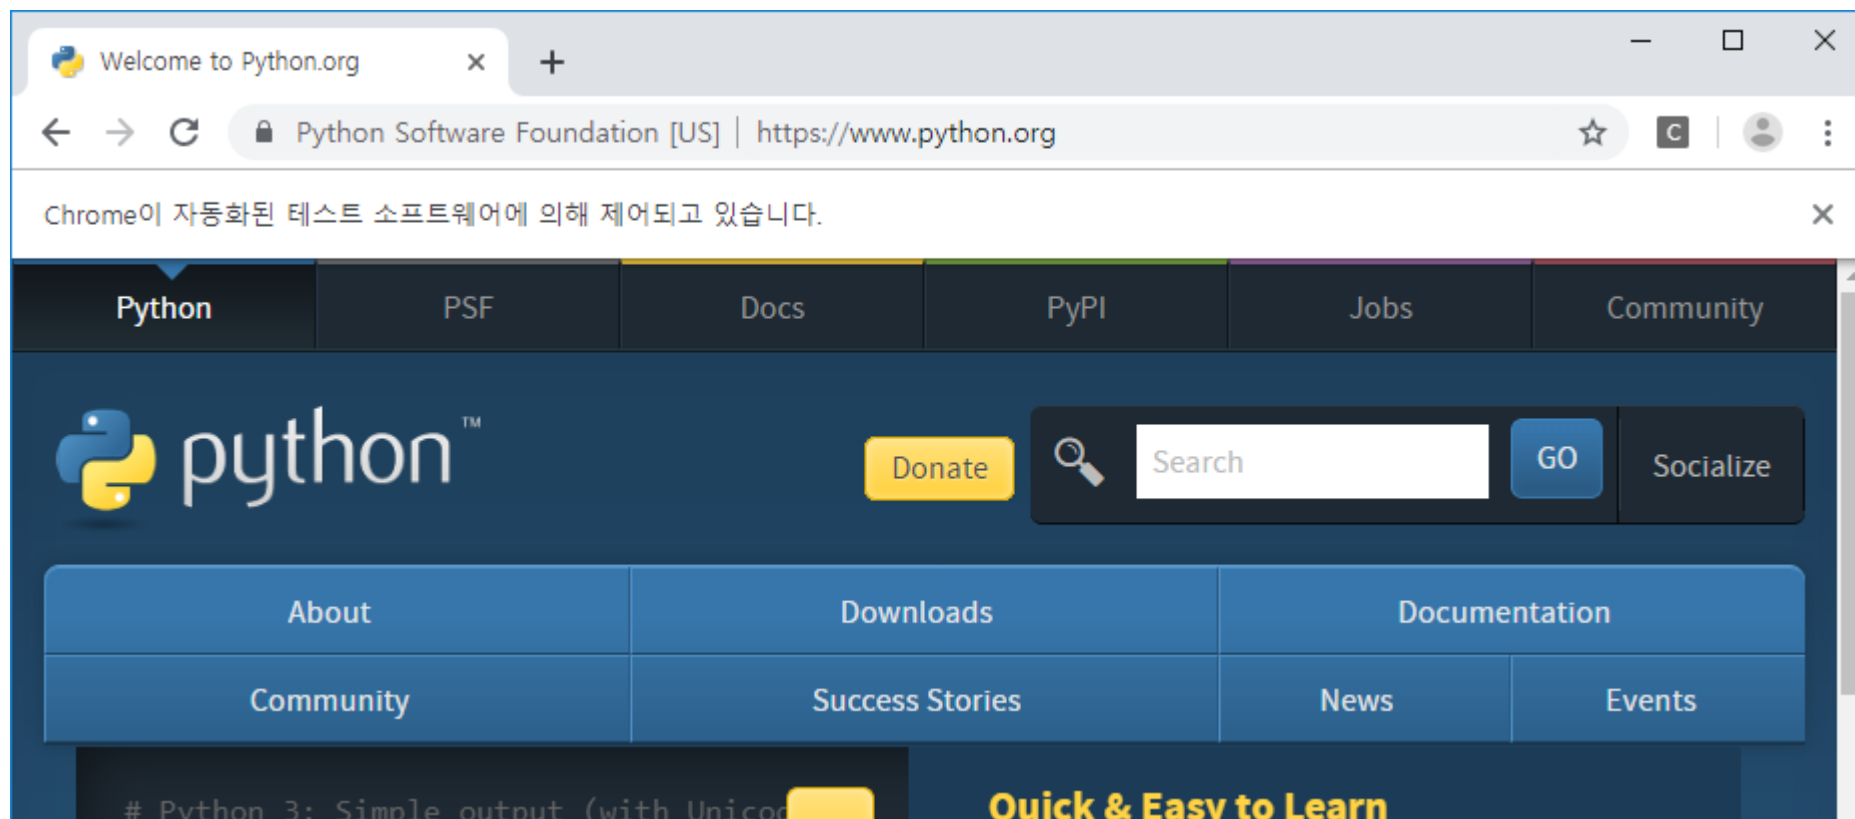 Welcome to Python.org
Python Software Foundation [US] | https://www.python.org
C
Chrome이 자동화된 테스트 소프트웨어에 의해 제어되고 있습니다.
Python PSF Docs PyPI Jobs Community
python™
Donate Search GO Socialize
About Downloads Documentation
Community Success Stories News Events
# Python 3: Simple output (with Unicod
Quick & Easy to Learn